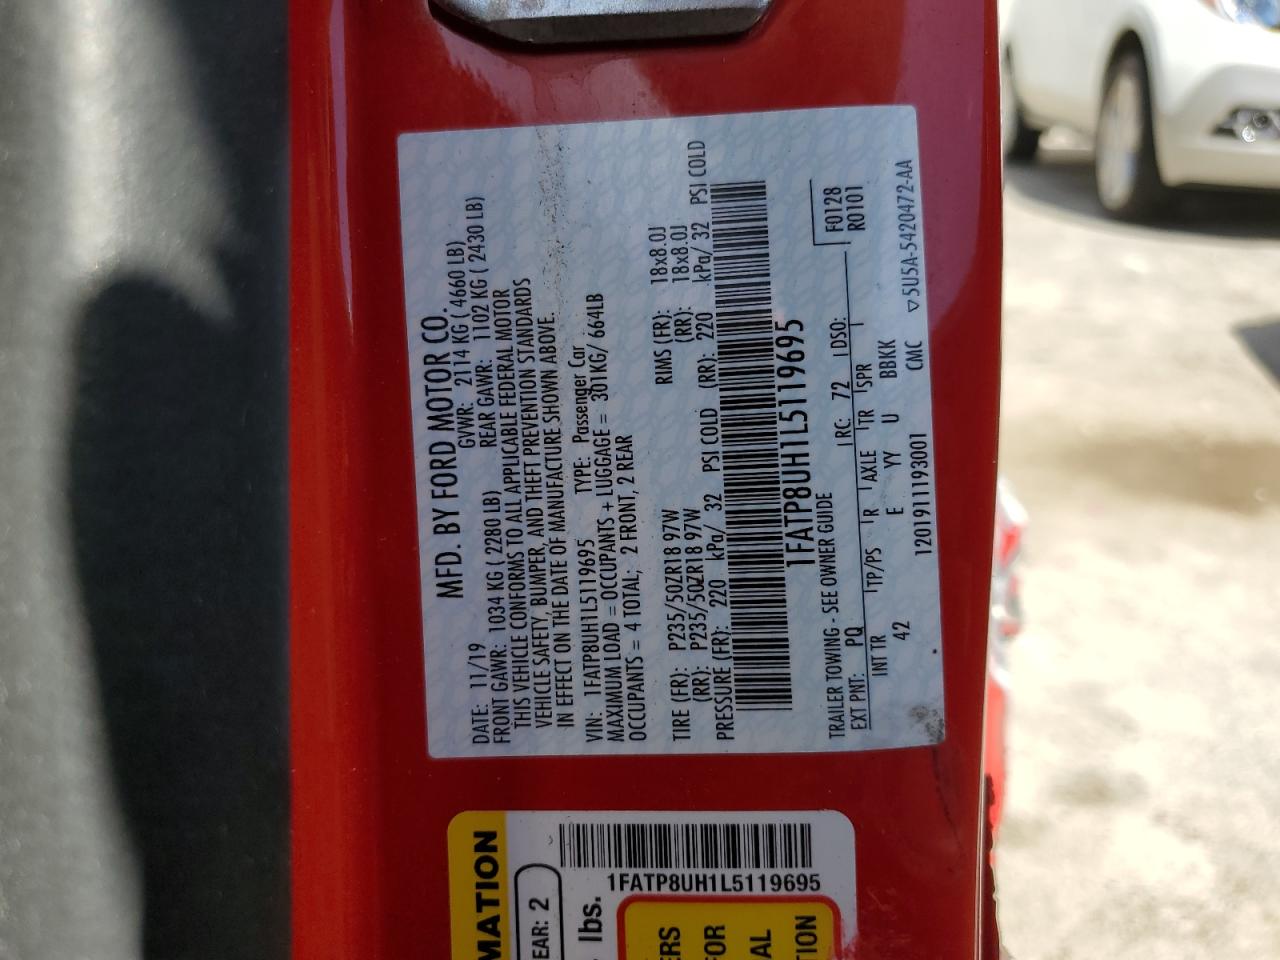 MFD. BY FORD MOTOR CO.
DATE: 11/19 GVWR: 2114 KG ( 4660 LB)
FRONT GAWR: 1034 KG ( 2280 LB) REAR GAWR: 1102 KG ( 2430 LB)
THIS VEHICLE CONFORMS TO ALL APPLICABLE FEDERAL MOTOR
VEHICLE SAFETY, BUMPER, AND THEFT PREVENTION STANDARDS
IN EFFECT ON THE DATE OF MANUFACTURE SHOWN ABOVE.
VIN: 1FATP8UH1L5119695 TYPE: Passenger Car
MAXIMUM LOAD = OCCUPANTS + LUGGAGE = 301KG/ 664LB
OCCUPANTS = 4 TOTAL; 2 FRONT, 2 REAR
TIRE (FR): P235/50ZR18 97W RIMS (FR): 18x8.0J
(RR): P235/50ZR18 97W (RR): 18x8.0J
PRESSURE (FR): 220 kPa/ 32 PSI COLD (RR): 220 kPa/ 32 PSI COLD
1FATP8UH1L5119695
TRAILER TOWING - SEE OWNER GUIDE F0128
EXT PNT: PQ RC: 72 DSO: R0101
INT TR TP/PS R AXLE TR SPR
42 E YY U BBKK
1201911193001 CMC ▽5U5A-5420472-AA
MATION
EAR: 2
lbs.
1FATP8UH1L5119695
ERS
FOR
AL
TION